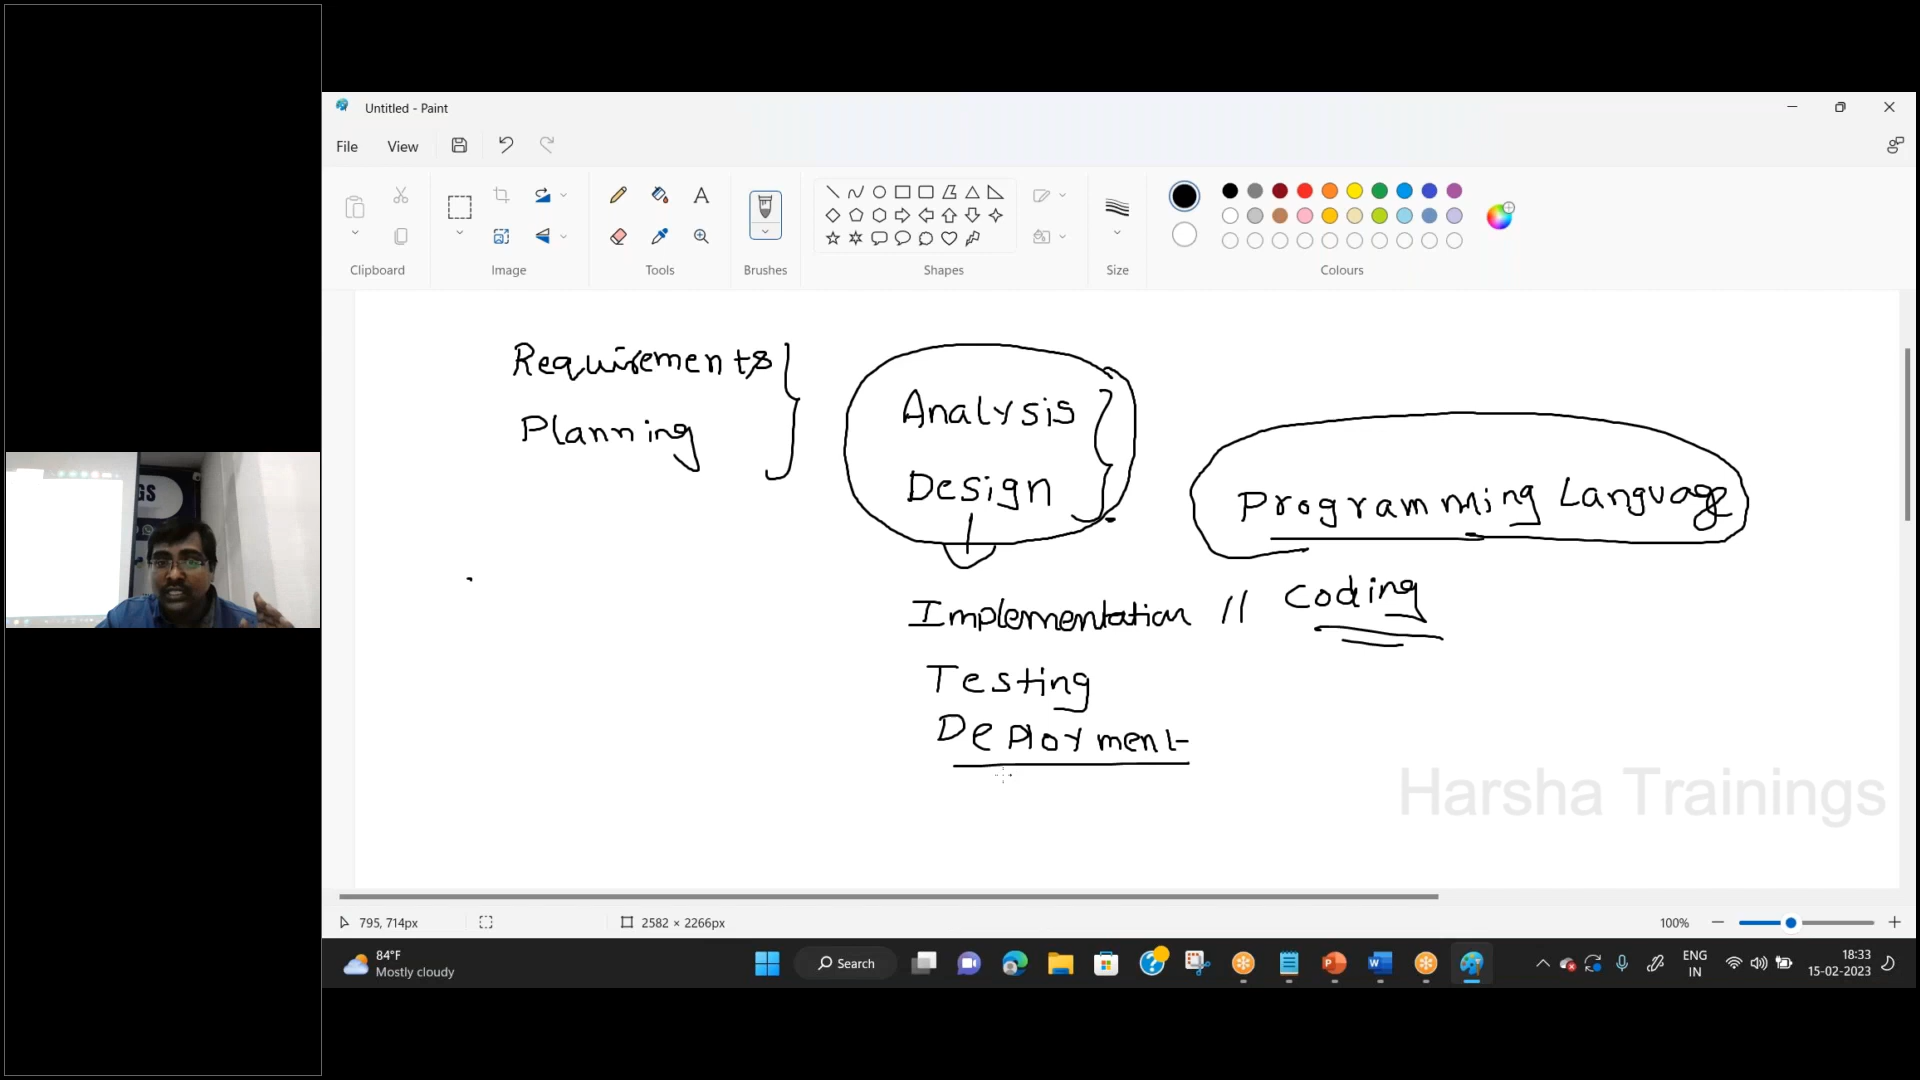 Untitled - Paint
File View
Clipboard Image Tools Brushes Shapes Size Colours
Requirements
Planning
Analysis
Design
Programming Language
Implementation // Coding
Testing
Deployment
Harsha Trainings
GS
795, 714px 2582 × 2266px 100%
84°F
Mostly cloudy
Search
ENG
IN
18:33
15-02-2023